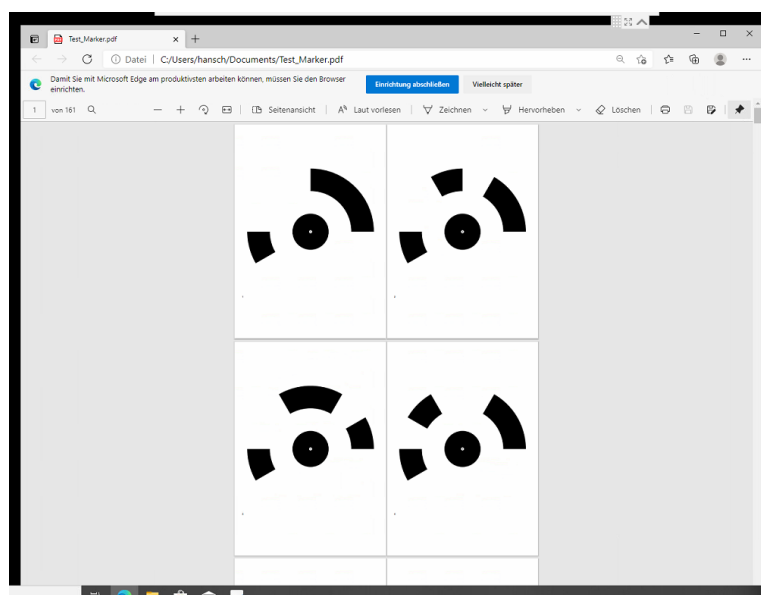 Test_Marker.pdf
Datei C:/Users/hansch/Documents/Test_Marker.pdf
Damit Sie mit Microsoft Edge am produktivsten arbeiten können, müssen Sie den Browser
einrichten.
Einrichtung abschließen
Vielleicht später
1 von 161 Seitenansicht Laut vorlesen Zeichnen Hervorheben Löschen